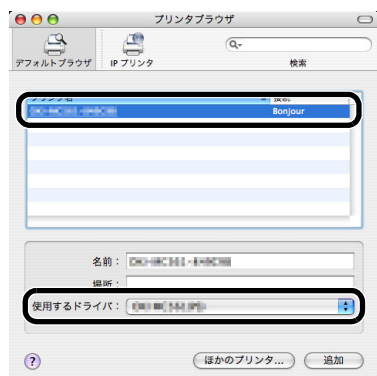 プリンタブラウザ
デフォルトブラウザ
IP プリンタ
検索
Bonjour
名前：
場所：
使用するドライバ：
ほかのプリンタ...
追加